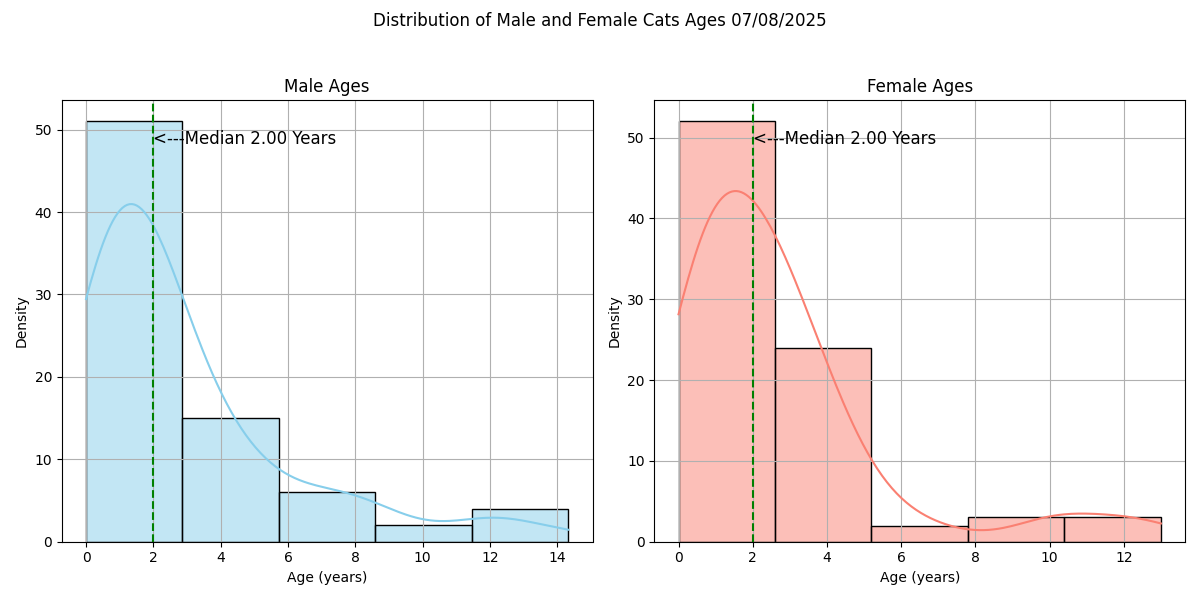 Distribution of Male and Female Cats Ages 07/08/2025
Male Ages
Density
50
40
30
20
10
0
<---Median 2.00 Years
0 2 4 6 8 10 12 14
Age (years)
Female Ages
Density
50
40
30
20
10
0
<---Median 2.00 Years
0 2 4 6 8 10 12
Age (years)